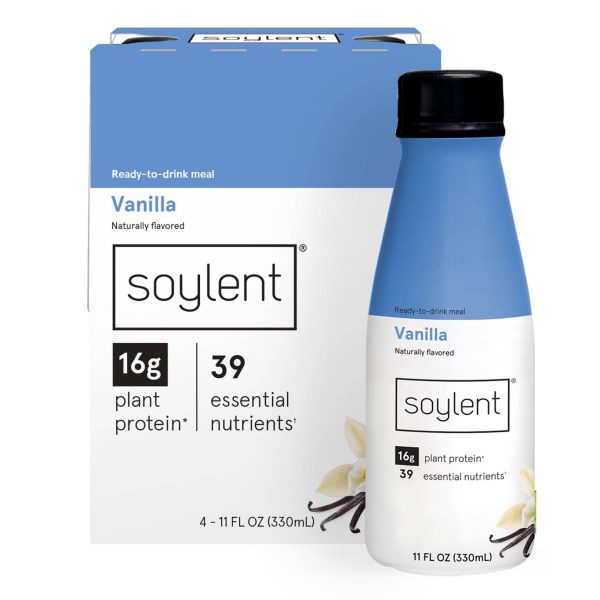 soylent
Ready-to-drink meal
Vanilla
Naturally flavored
soylent®
16g
plant
protein*
39
essential
nutrients†
4 - 11 FL OZ (330mL)
Ready-to-drink meal
Vanilla
Naturally flavored
soylent®
16g plant protein*
39 essential nutrients†
11 FL OZ (330mL)